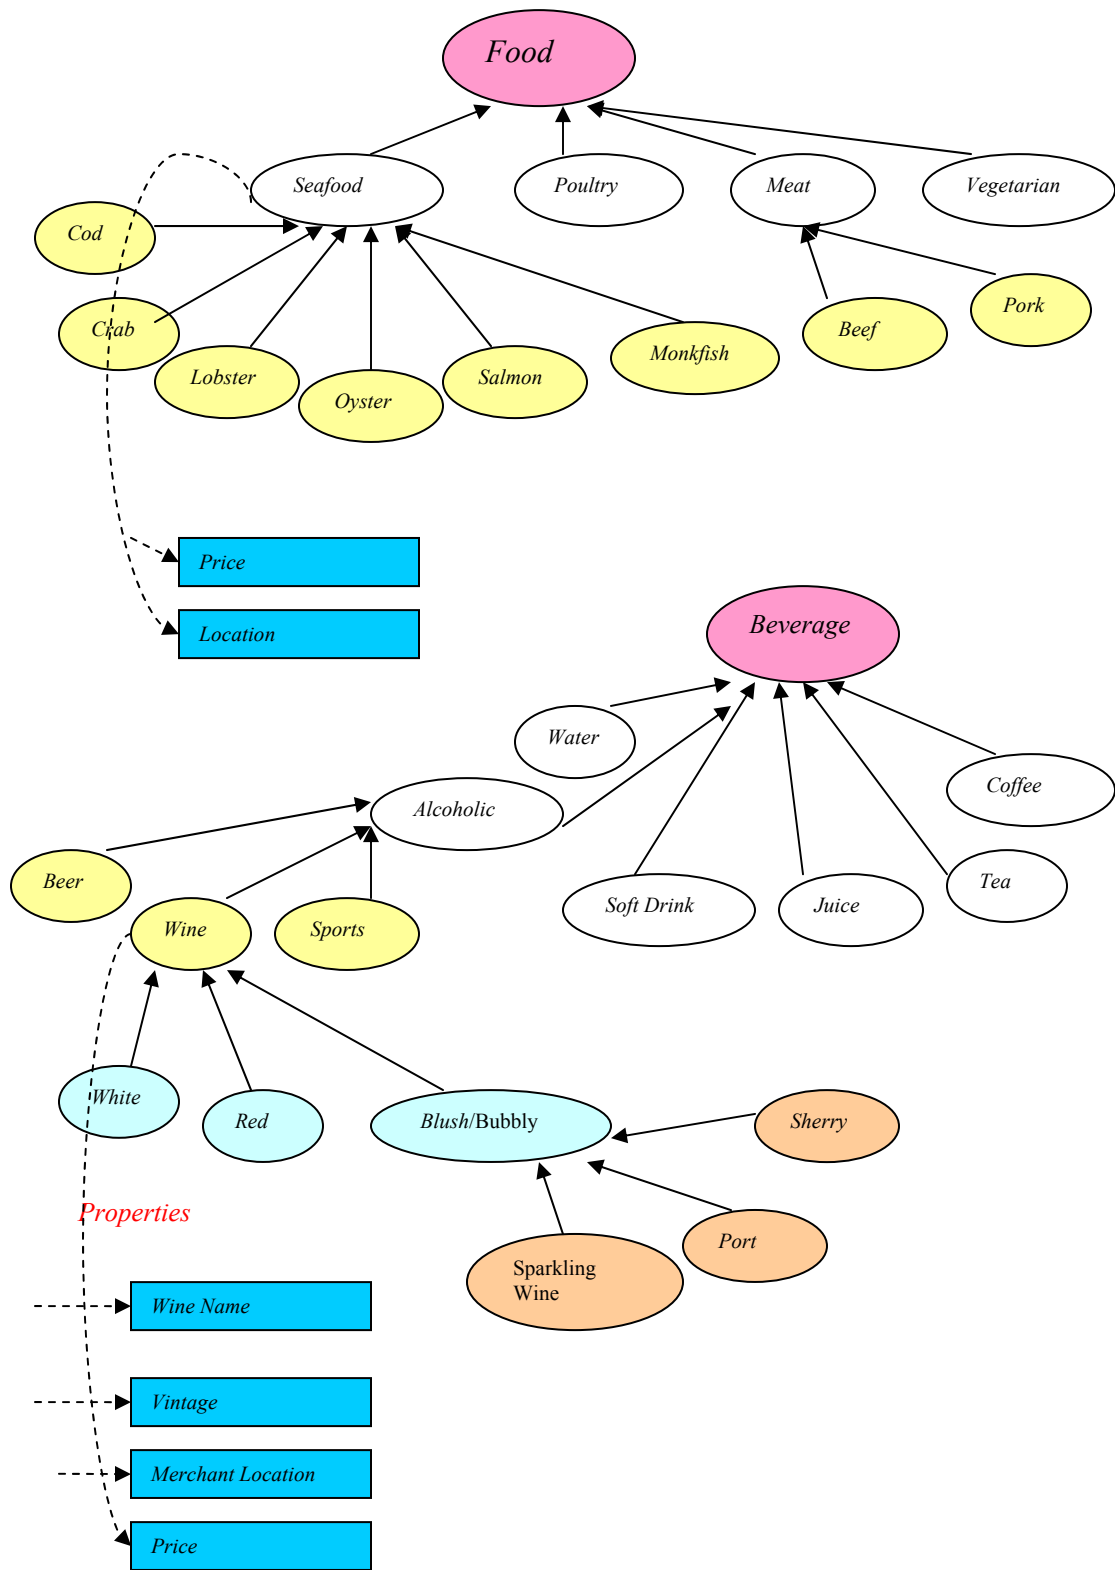 Food
Seafood
Poultry
Meat
Vegetarian
Cod
Crab
Lobster
Oyster
Salmon
Monkfish
Beef
Pork
Price
Location
Beverage
Water
Alcoholic
Coffee
Beer
Wine
Sports
Soft Drink
Juice
Tea
White
Red
Blush/Bubbly
Sherry
Properties
Port
Sparkling
Wine
Wine Name
Vintage
Merchant Location
Price